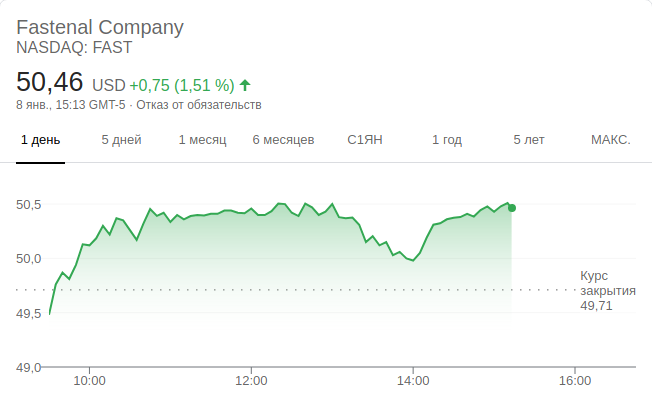 Fastenal Company
NASDAQ: FAST
50,46 USD +0,75 (1,51 %)
8 янв., 15:13 GMT-5 · Отказ от обязательств
1 день 5 дней 1 месяц 6 месяцев С1ЯН 1 год 5 лет МАКС.
50,5
50,0
Курс
закрытия
49,71
49,5
49,0
10:00 12:00 14:00 16:00